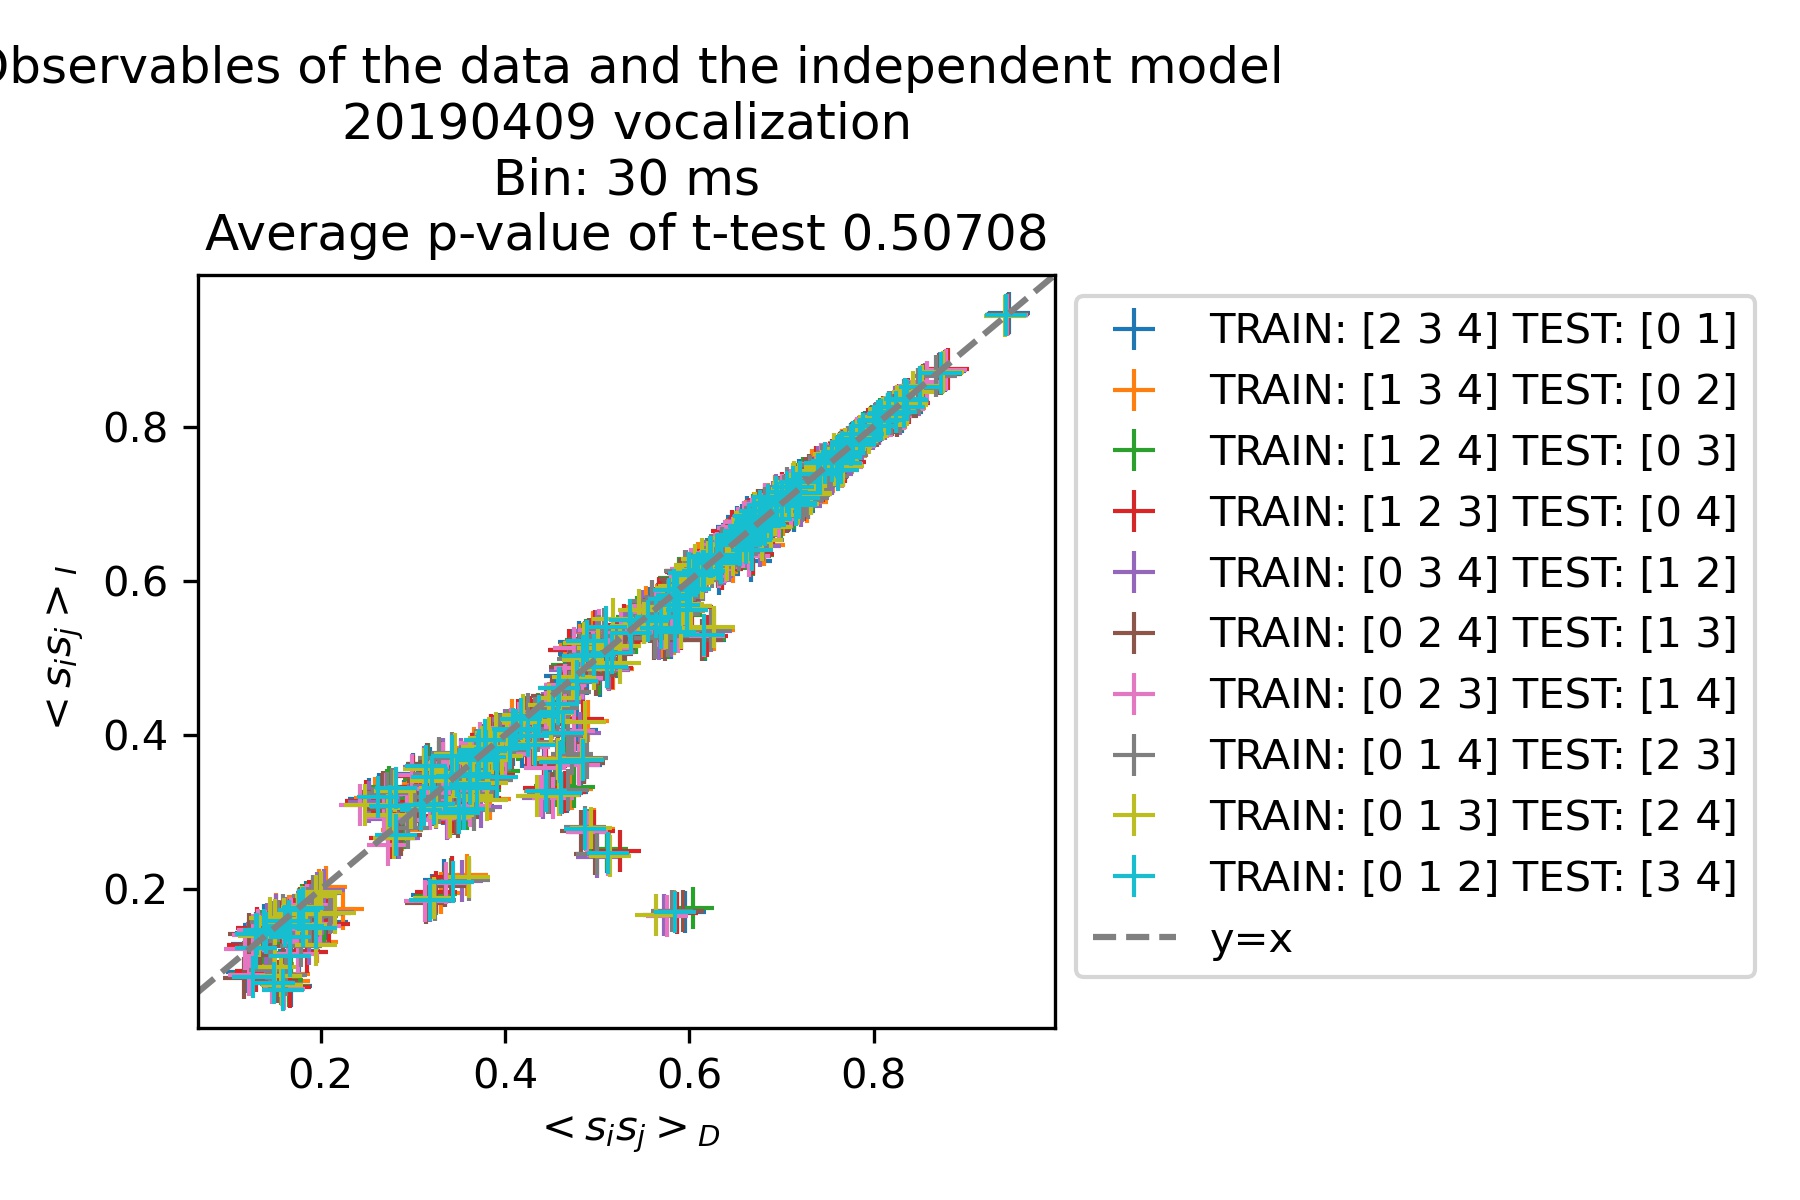 Observables of the data and the independent model
20190409 vocalization
Bin: 30 ms
Average p-value of t-test 0.50708
< s_i s_j > _I
0.8
0.6
0.4
0.2
0.2 0.4 0.6 0.8
< s_i s_j > _D
TRAIN: [2 3 4] TEST: [0 1]
TRAIN: [1 3 4] TEST: [0 2]
TRAIN: [1 2 4] TEST: [0 3]
TRAIN: [1 2 3] TEST: [0 4]
TRAIN: [0 3 4] TEST: [1 2]
TRAIN: [0 2 4] TEST: [1 3]
TRAIN: [0 2 3] TEST: [1 4]
TRAIN: [0 1 4] TEST: [2 3]
TRAIN: [0 1 3] TEST: [2 4]
TRAIN: [0 1 2] TEST: [3 4]
y=x